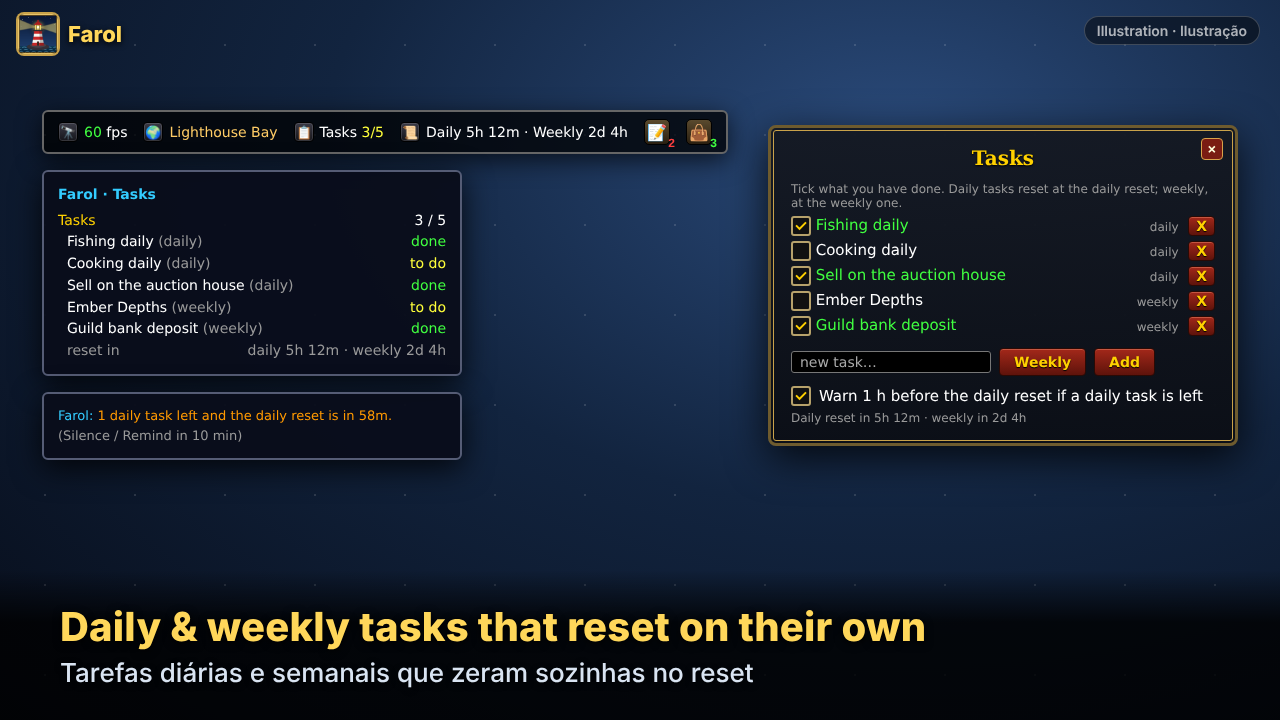 Farol
Illustration · Ilustração
60 fps
Lighthouse Bay
Tasks 3/5
Daily 5h 12m · Weekly 2d 4h
2
3
Farol · Tasks
Tasks 3 / 5
Fishing daily (daily) done
Cooking daily (daily) to do
Sell on the auction house (daily) done
Ember Depths (weekly) to do
Guild bank deposit (weekly) done
reset in daily 5h 12m · weekly 2d 4h
Farol: 1 daily task left and the daily reset is in 58m.
(Silence / Remind in 10 min)
Tasks
×
Tick what you have done. Daily tasks reset at the daily reset; weekly,
at the weekly one.
Fishing daily daily X
Cooking daily daily X
Sell on the auction house daily X
Ember Depths weekly X
Guild bank deposit weekly X
new task… Weekly Add
Warn 1 h before the daily reset if a daily task is left
Daily reset in 5h 12m · weekly in 2d 4h
Daily & weekly tasks that reset on their own
Tarefas diárias e semanais que zeram sozinhas no reset